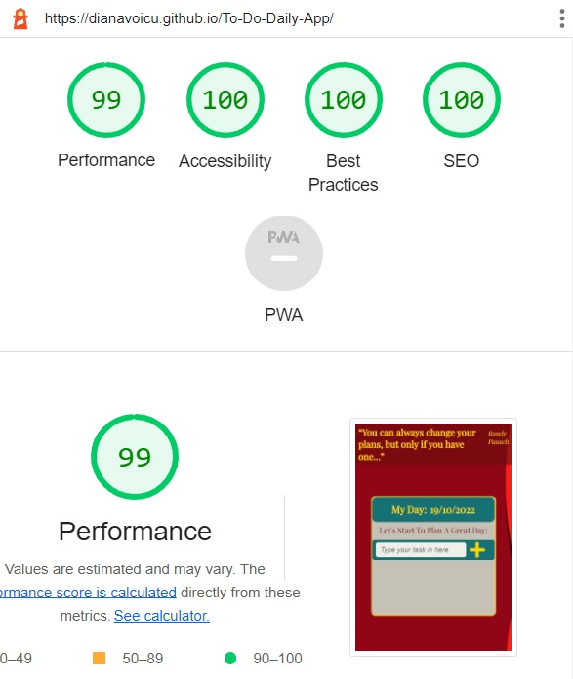 https://dianavoicu.github.io/To-Do-Daily-App/
99
100
100
100
Performance
Accessibility
Best
Practices
SEO
PWA
PWA
99
Performance
Values are estimated and may vary. The
ormance score is calculated directly from these
metrics. See calculator.
0–49
50–89
90–100
"You can always change your
plans, but only if you have
one..."
Randy
Pausch
My Day: 19/10/2022
Let's Start To Plan A Great Day:
Type your task in here